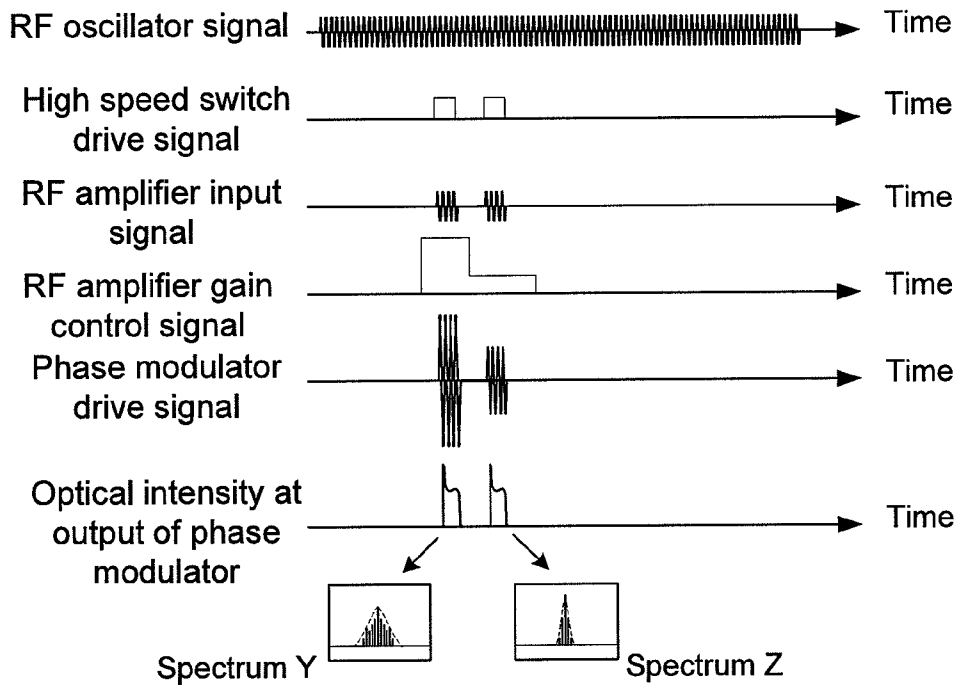 RF oscillator signal
Time
High speed switch
drive signal
Time
RF amplifier input
signal
Time
RF amplifier gain
control signal
Time
Phase modulator
drive signal
Time
Optical intensity at
output of phase
modulator
Time
Spectrum Y
Spectrum Z